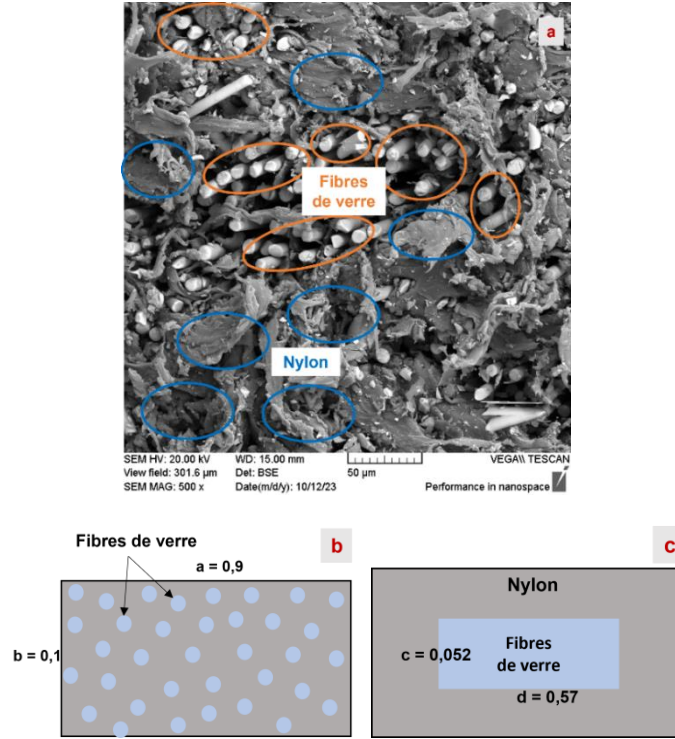 a
Fibres
de verre
Nylon
SEM HV: 20.00 kV
WD: 15.00 mm
VEGA\\ TESCAN
View field: 301.6 µm
Det: BSE
50 µm
SEM MAG: 500 x
Date(m/d/y): 10/12/23
Performance in nanospace
Fibres de verre
b
a = 0,9
b = 0,1
c
Nylon
Fibres
de verre
c = 0,052
d = 0,57